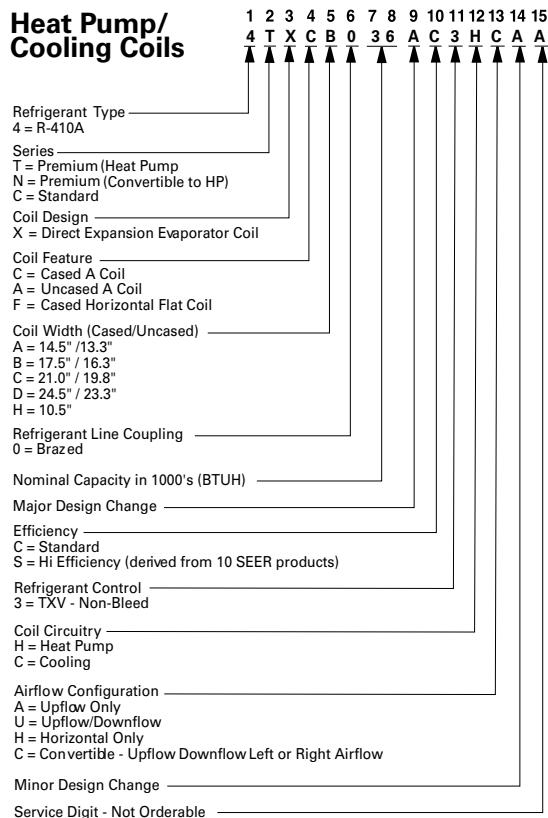 Heat Pump/
Cooling Coils
1 2 3 4 5 6 7 8 9 10 11 12 13 14 15
4 T X C B 0 3 6 A C 3 H C A A
Refrigerant Type
4 = R-410A
Series
T = Premium (Heat Pump
N = Premium (Convertible to HP)
C = Standard
Coil Design
X = Direct Expansion Evaporator Coil
Coil Feature
C = Cased A Coil
A = Uncased A Coil
F = Cased Horizontal Flat Coil
Coil Width (Cased/Uncased)
A = 14.5" /13.3"
B = 17.5" / 16.3"
C = 21.0" / 19.8"
D = 24.5" / 23.3"
H = 10.5"
Refrigerant Line Coupling
0 = Brazed
Nominal Capacity in 1000's (BTUH)
Major Design Change
Efficiency
C = Standard
S = Hi Efficiency (derived from 10 SEER products)
Refrigerant Control
3 = TXV - Non-Bleed
Coil Circuitry
H = Heat Pump
C = Cooling
Airflow Configuration
A = Upflow Only
U = Upflow/Downflow
H = Horizontal Only
C = Convertible - Upflow Downflow Left or Right Airflow
Minor Design Change
Service Digit - Not Orderable